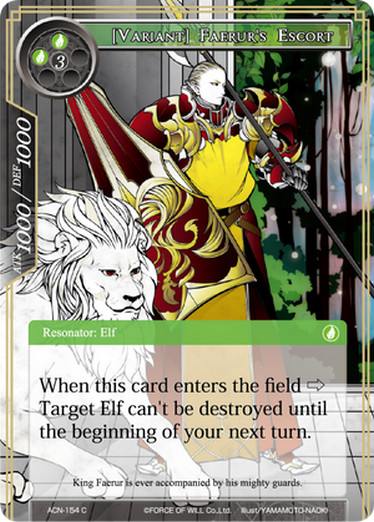 [Variant] Faerur's Escort
3
ATK 1000 / DEF 1000
Resonator: Elf
When this card enters the field ⇨
Target Elf can't be destroyed until
the beginning of your next turn.
King Faerur is ever accompanied by his mighty guards.
ACN-154 C ©FORCE OF WILL Co.,Ltd. Illust/YAMAMOTO-NAOKI